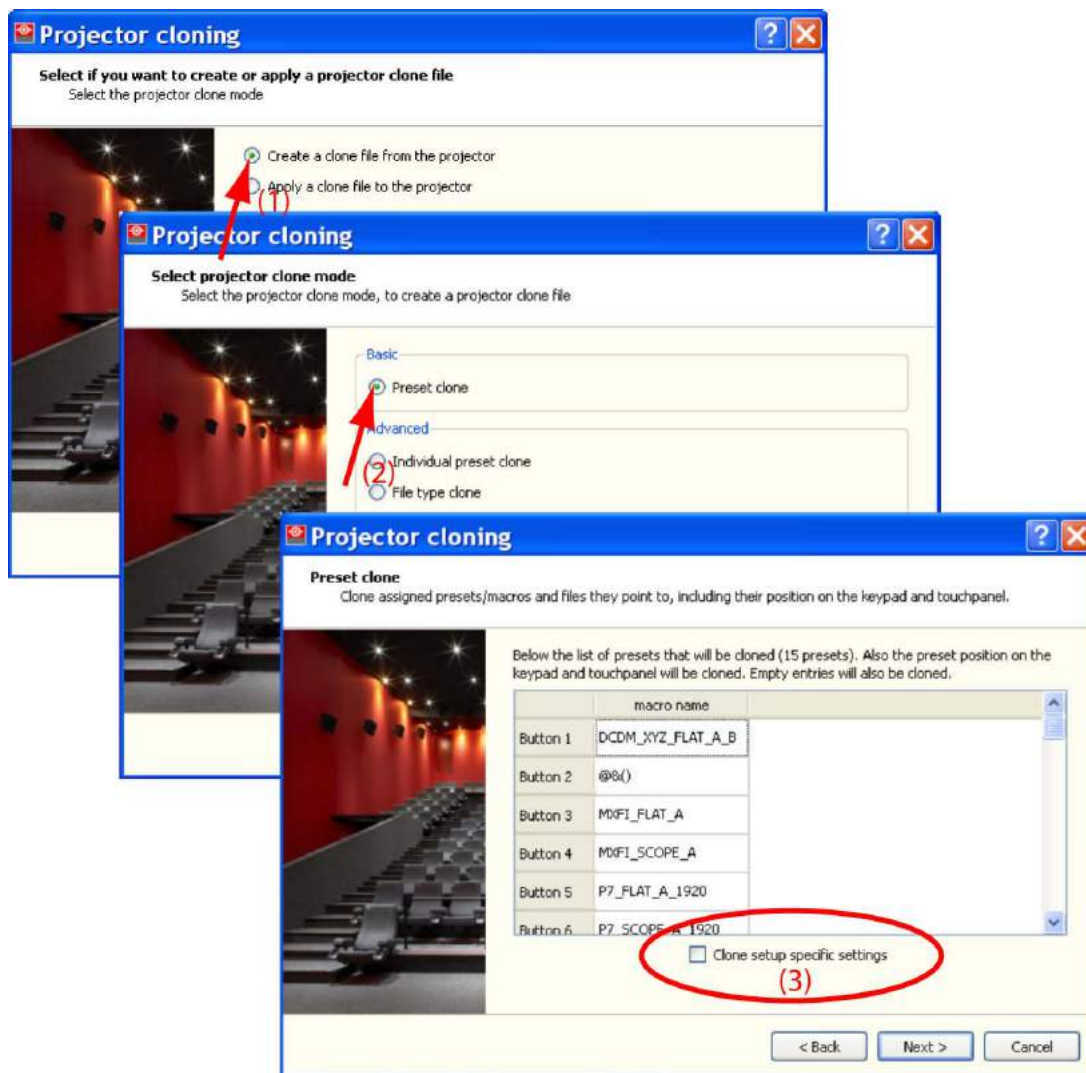 Projector cloning
Select if you want to create or apply a projector clone file
Select the projector clone mode
Create a clone file from the projector
Apply a clone file to the projector
(1)
Projector cloning
Select projector clone mode
Select the projector clone mode, to create a projector clone file
Basic
Preset clone
Advanced
(2)
Individual preset clone
File type clone
Projector cloning
Preset clone
Clone assigned presets/macros and files they point to, including their position on the keypad and touchpanel.
Below the list of presets that will be cloned (15 presets). Also the preset position on the
keypad and touchpanel will be cloned. Empty entries will also be cloned.
macro name
Button 1 DCDM_XYZ_FLAT_A_B
Button 2 @&()
Button 3 MXFI_FLAT_A
Button 4 MXFI_SCOPE_A
Button 5 P7_FLAT_A_1920
Button 6 P7_SCOPE_A_1920
Clone setup specific settings
(3)
< Back Next > Cancel